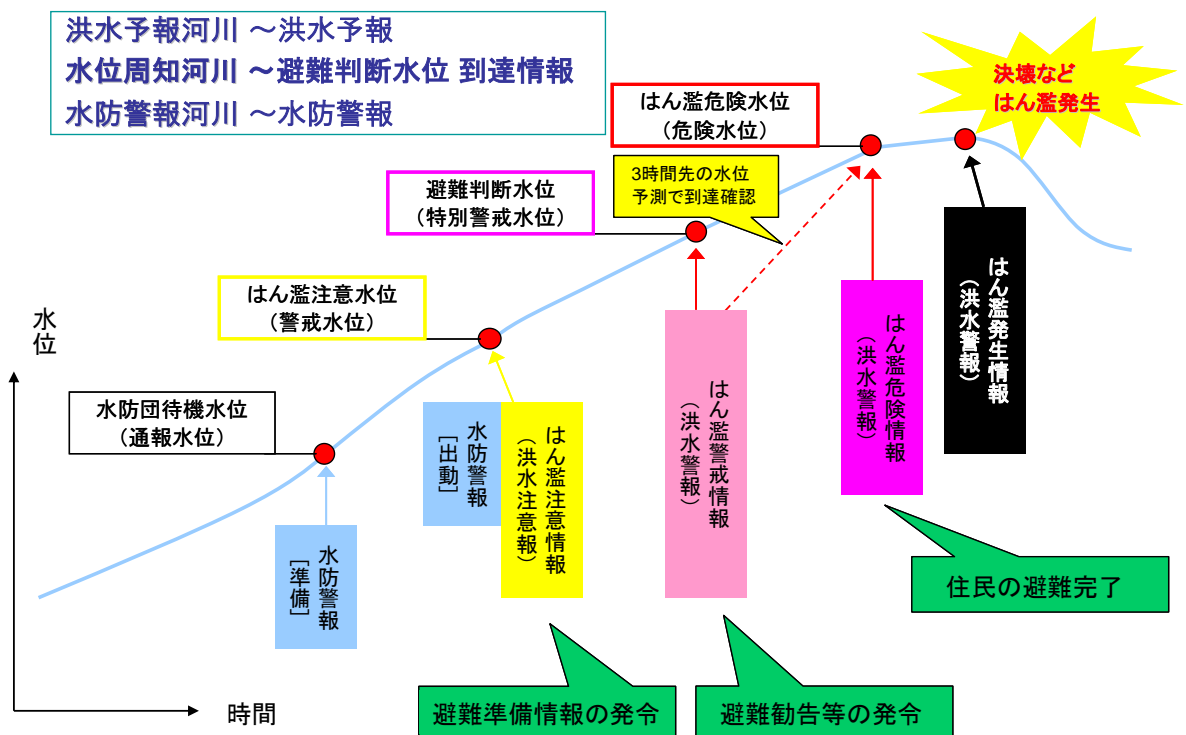 洪水予報河川 ～洪水予報
水位周知河川 ～避難判断水位 到達情報
水防警報河川 ～水防警報
決壊など
はん濫発生
はん濫危険水位
（危険水位）
3時間先の水位
予測で到達確認
避難判断水位
（特別警戒水位）
はん濫注意水位
（警戒水位）
水防団待機水位
（通報水位）
水位
時間
水防警報
［準備］
水防警報
［出動］
はん濫注意情報
（洪水注意報）
はん濫警戒情報
（洪水警報）
はん濫危険情報
（洪水警報）
はん濫発生情報
（洪水警報）
住民の避難完了
避難準備情報の発令
避難勧告等の発令